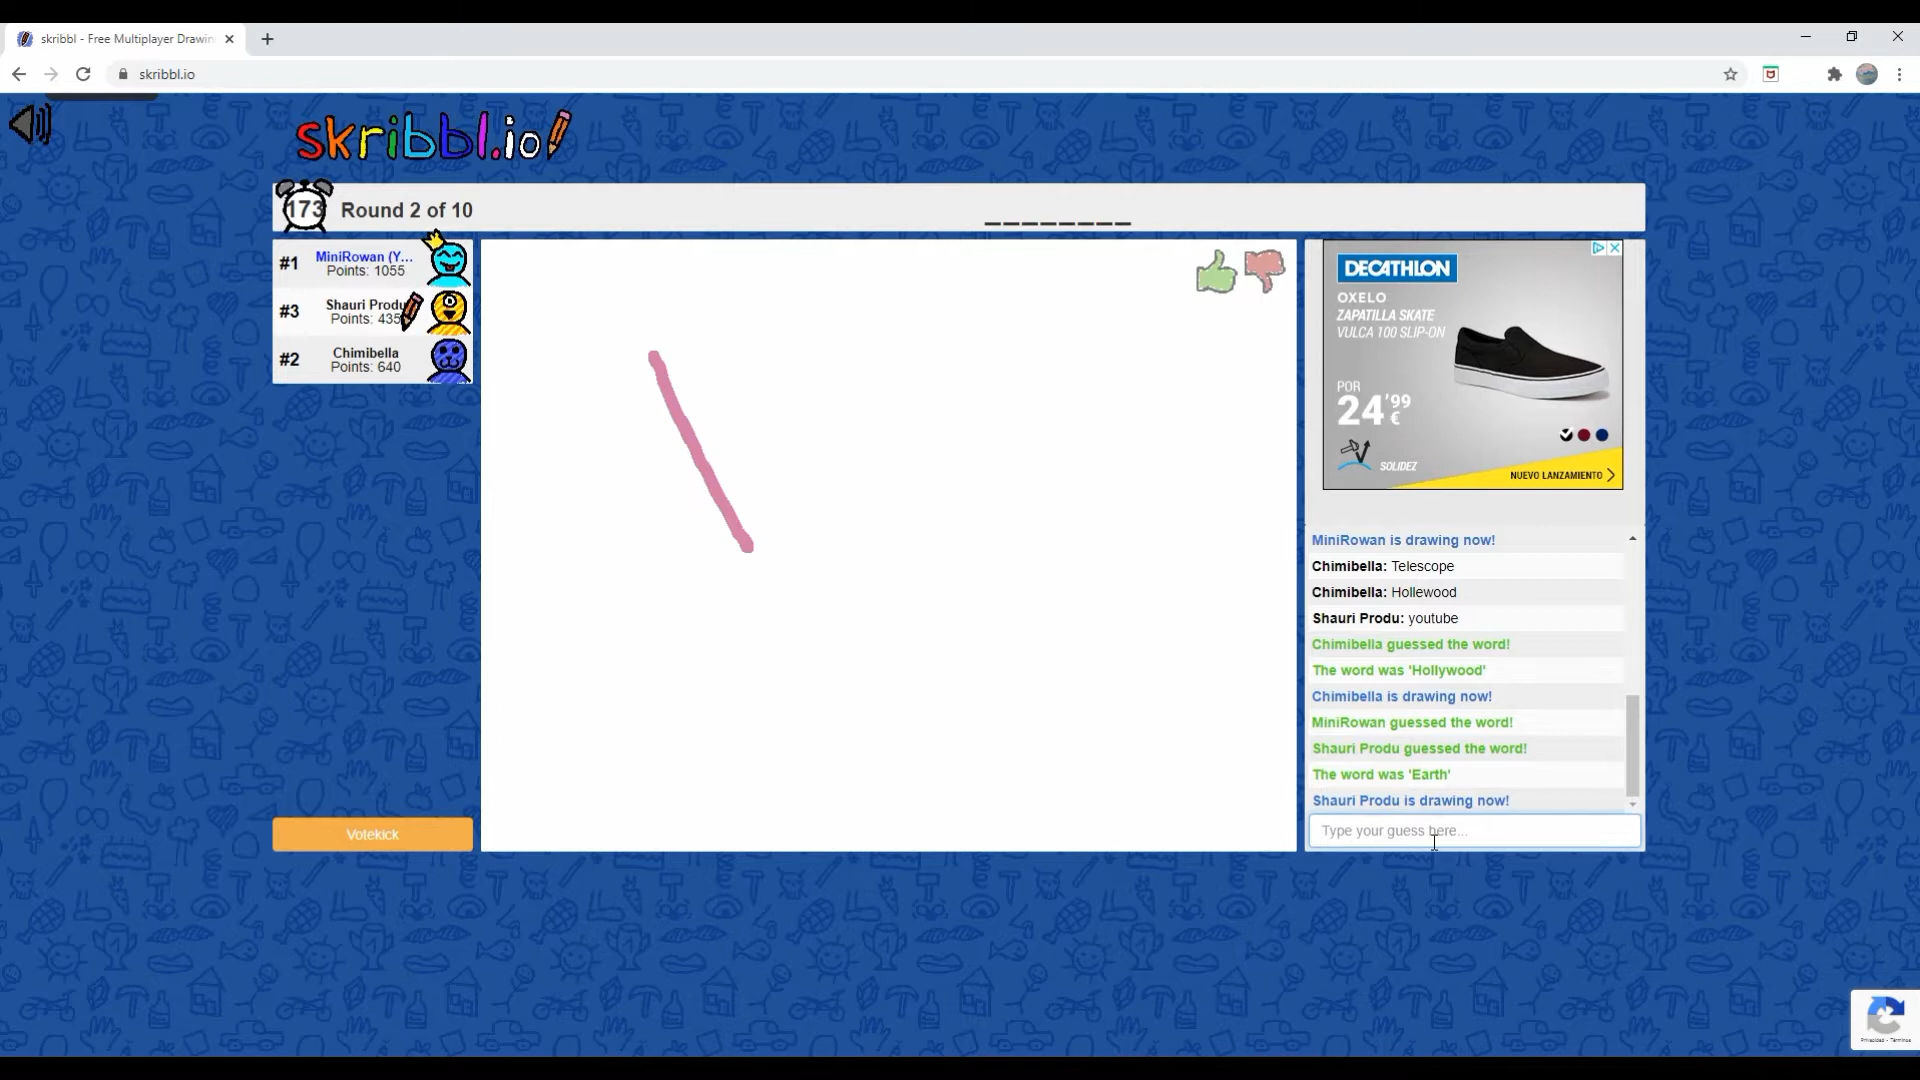 skribbl - Free Multiplayer Drawin
skribbl.io
skribbl.io
173
Round 2 of 10
________
#1
MiniRowan (Y...
Points: 1055
#3
Shauri Produ
Points: 435
#2
Chimibella
Points: 640
Votekick
DECATHLON
OXELO
ZAPATILLA SKATE
VULCA 100 SLIP-ON
POR
24'99 €
SOLIDEZ
NUEVO LANZAMIENTO
MiniRowan is drawing now!
Chimibella: Telescope
Chimibella: Hollewood
Shauri Produ: youtube
Chimibella guessed the word!
The word was 'Hollywood'
Chimibella is drawing now!
MiniRowan guessed the word!
Shauri Produ guessed the word!
The word was 'Earth'
Shauri Produ is drawing now!
Type your guess here...
Privacidad - Términos